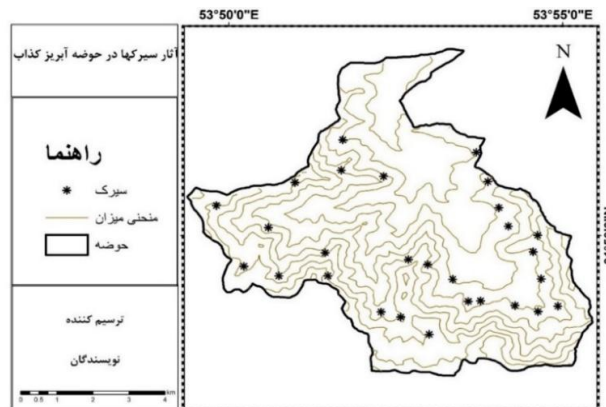 53°50'0"E
53°55'0"E
آثار سیرکها در حوضه آبریز کذاب
N
راهنما
سیرک
منحنی میزان
حوضه
ترسیم کننده
نویسندگان
0 0.5 1 2 3 4
km